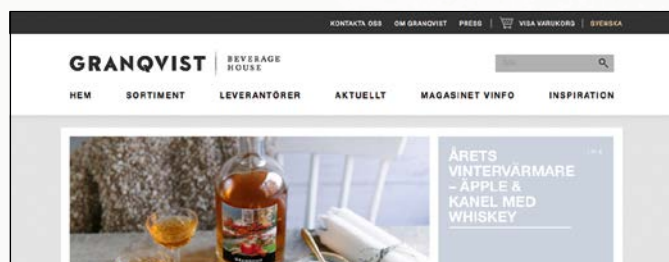 KONTAKTA OSS OM GRANQVIST PRESS | VISA VARUKORG | SVENSKA
GRANQVIST
BEVERAGE
HOUSE
HEM SORTIMENT LEVERANTÖRER AKTUELLT MAGASINET VINFO INSPIRATION
ÅRETS
VINTERVÄRMARE
– ÄPPLE &
KANEL MED
WHISKEY